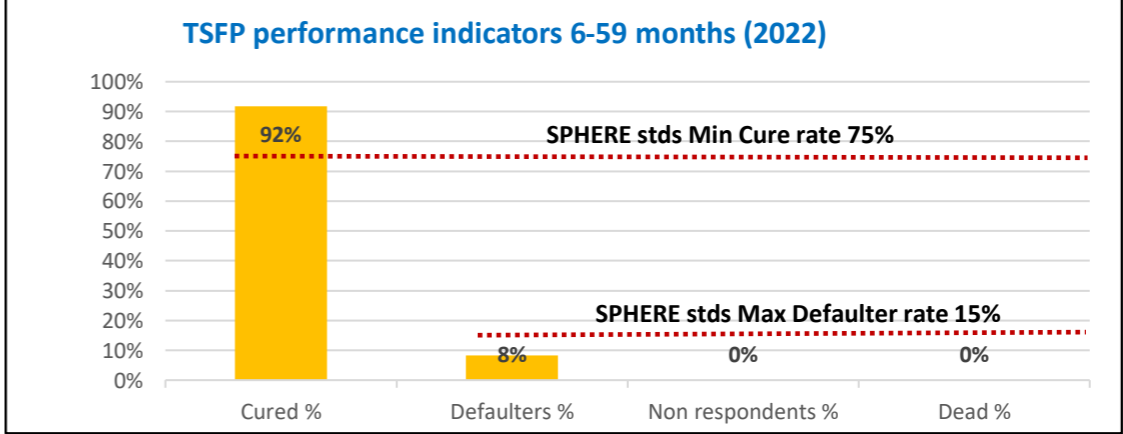 TSFP performance indicators 6-59 months (2022)
100%
90%
80%
70%
60%
50%
40%
30%
20%
10%
0%
92%
SPHERE stds Min Cure rate 75%
SPHERE stds Max Defaulter rate 15%
8%
0%
0%
Cured %
Defaulters %
Non respondents %
Dead %